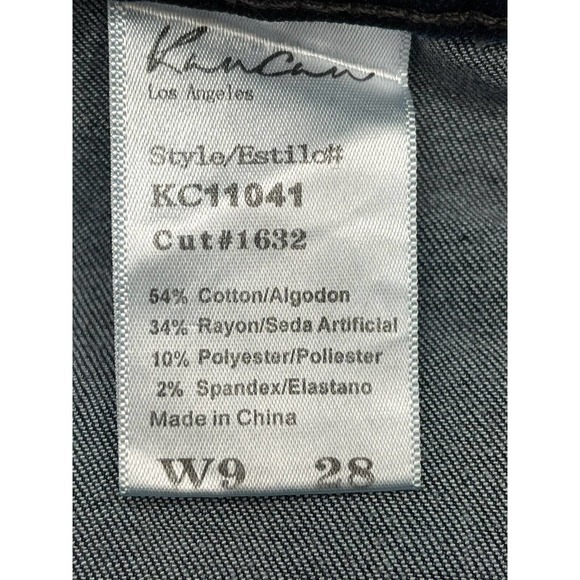 Kancan
Los Angeles
Style/Estilo#
KC11041
Cut#1632
54% Cotton/Algodon
34% Rayon/Seda Artificial
10% Polyester/Poliester
2% Spandex/Elastano
Made in China
W9 28